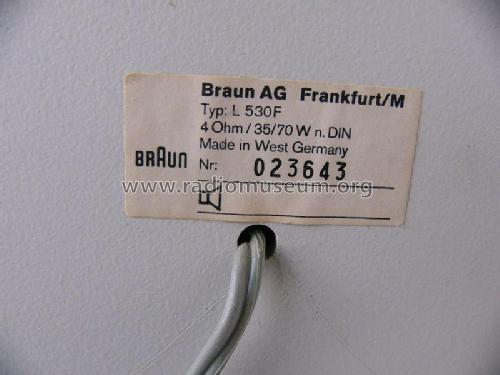 Braun AG Frankfurt/M
Typ: L 530F
4 Ohm / 35/70 W n. DIN
Made in West Germany
BRAUN Nr: 023643
© www.radiomuseum.org